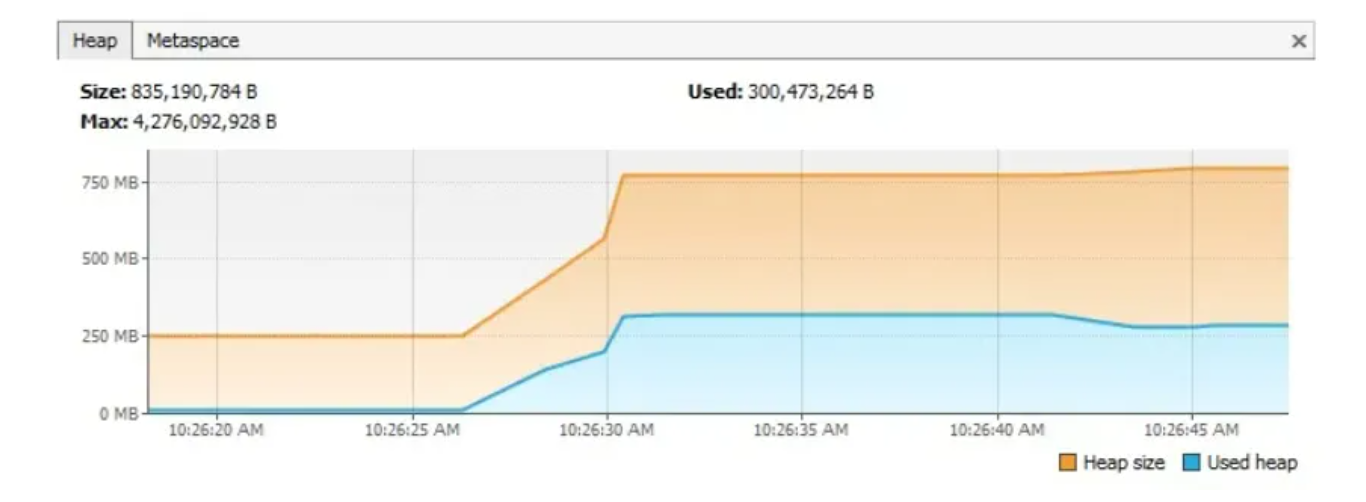 Heap Metaspace ×
Size: 835,190,784 B Used: 300,473,264 B
Max: 4,276,092,928 B
750 MB
500 MB
250 MB
0 MB
10:26:20 AM 10:26:25 AM 10:26:30 AM 10:26:35 AM 10:26:40 AM 10:26:45 AM
Heap size Used heap